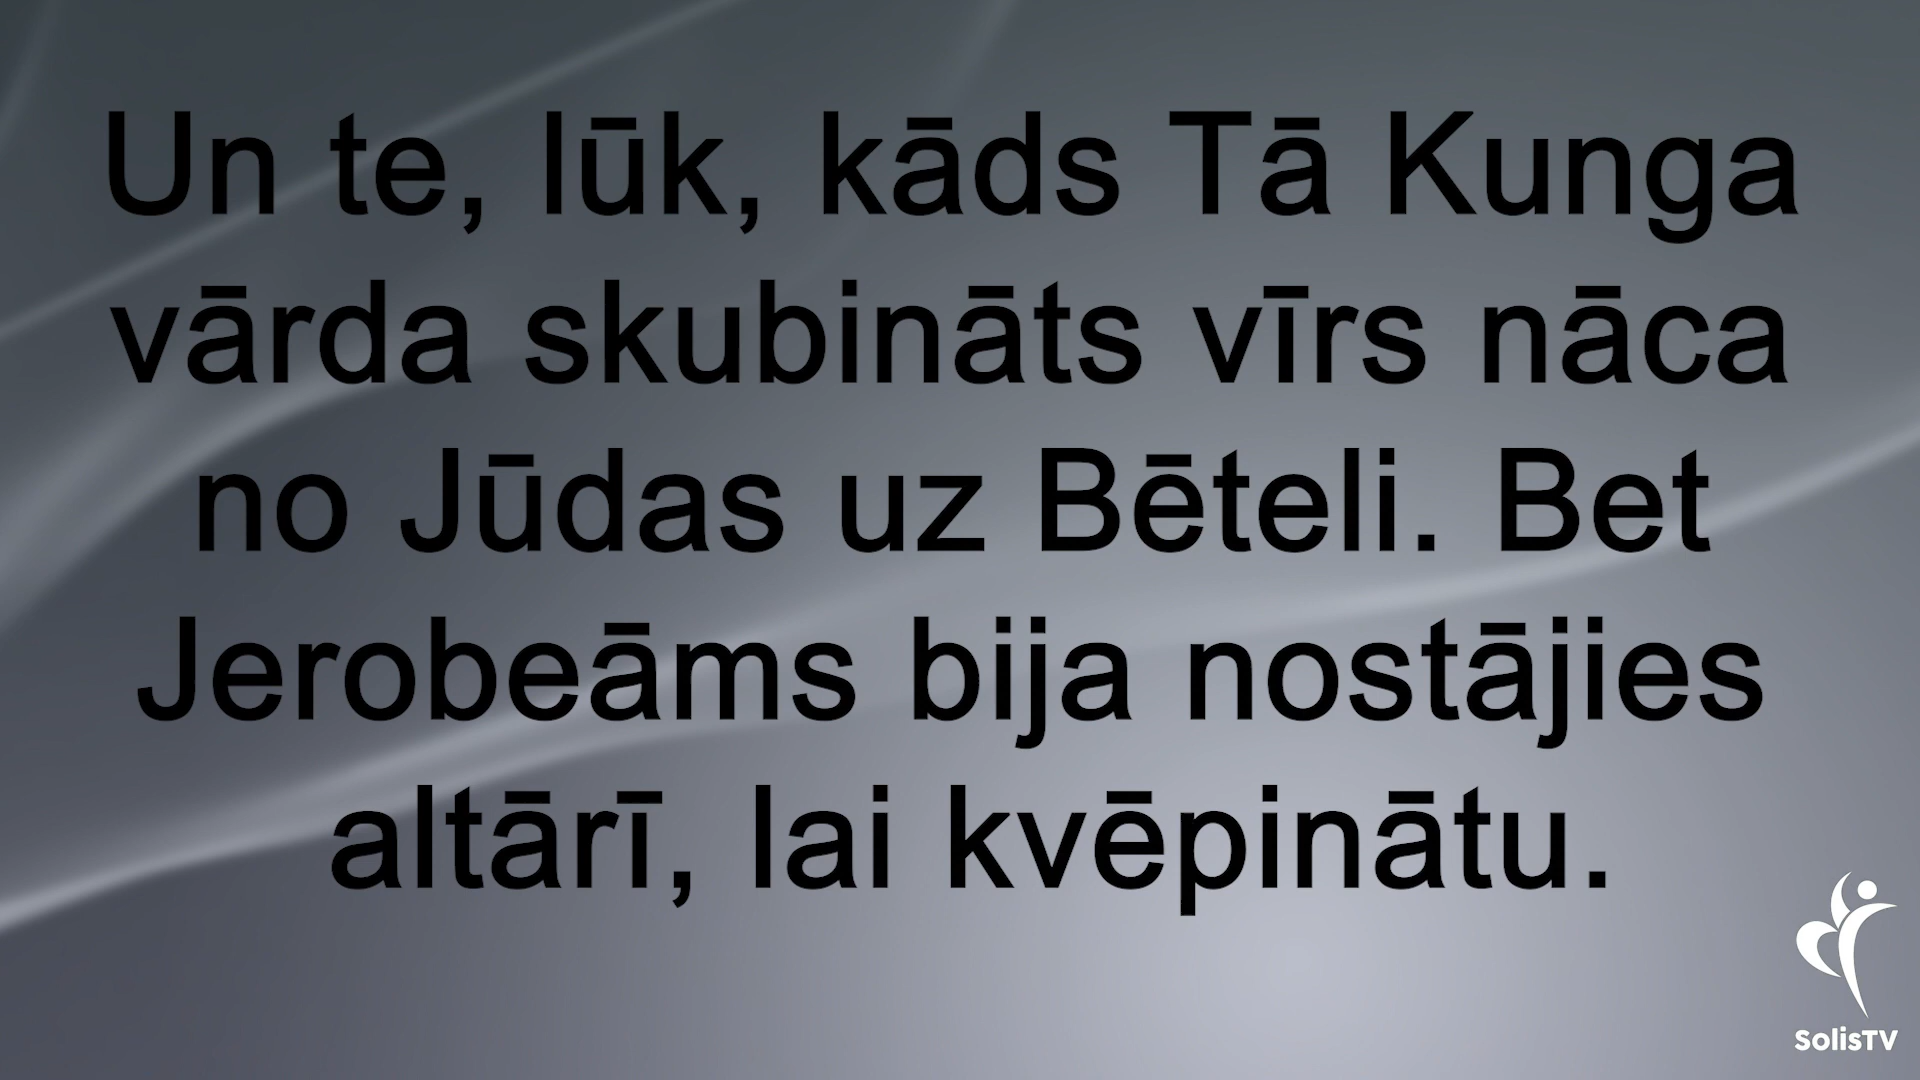 Un te, lūk, kāds Tā Kunga
vārda skubināts vīrs nāca
no Jūdas uz Bēteli. Bet
Jerobeāms bija nostājies
altārī, lai kvēpinātu.
SolisTV